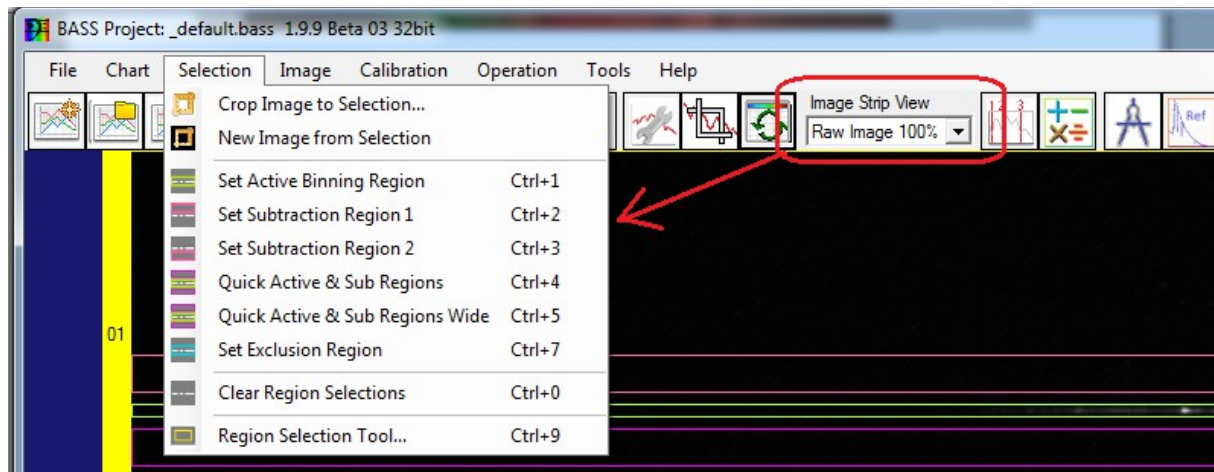 BASS Project: _default.bass 1.9.9 Beta 03 32bit
File Chart Selection Image Calibration Operation Tools Help
Image Strip View
Raw Image 100%
1 2 3
Ref
Crop Image to Selection...
New Image from Selection
Set Active Binning Region Ctrl+1
Set Subtraction Region 1 Ctrl+2
Set Subtraction Region 2 Ctrl+3
Quick Active & Sub Regions Ctrl+4
Quick Active & Sub Regions Wide Ctrl+5
Set Exclusion Region Ctrl+7
Clear Region Selections Ctrl+0
Region Selection Tool... Ctrl+9
01